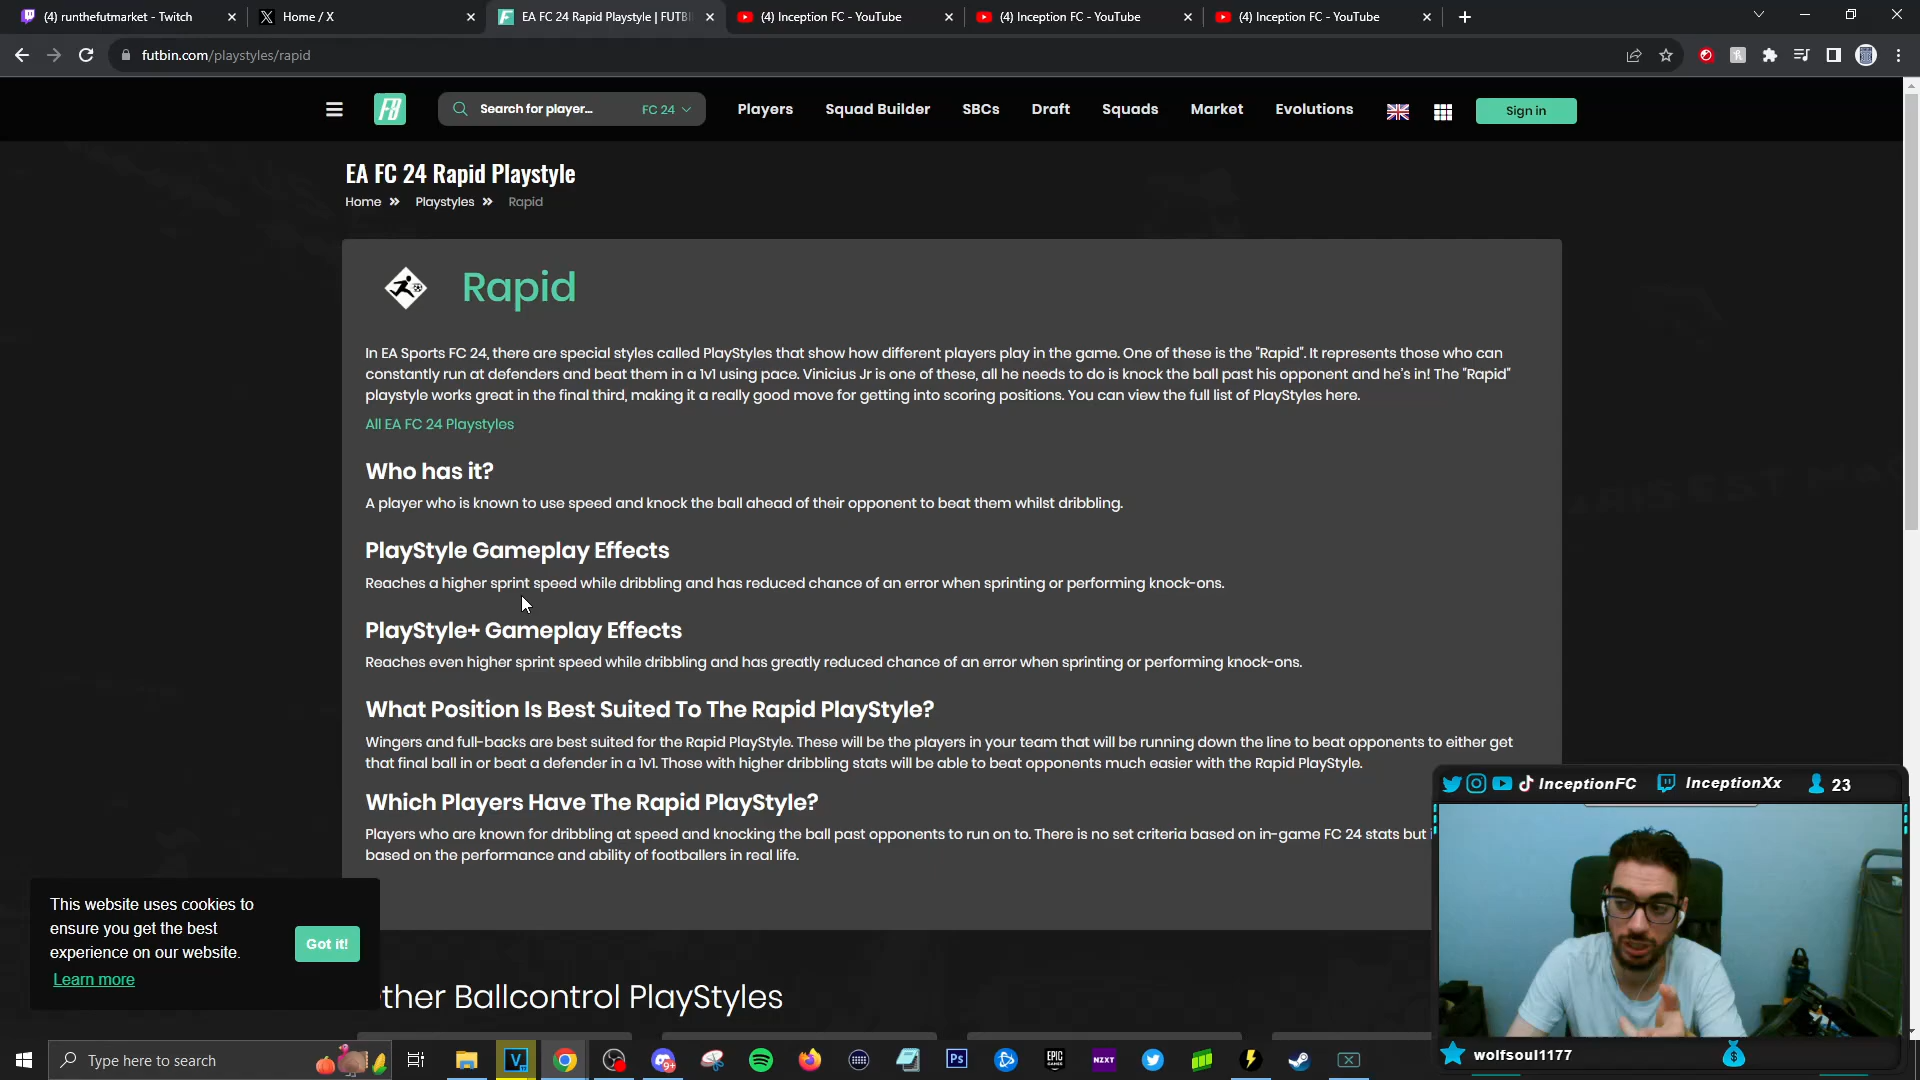 (4) runthefutmarket - Twitch
Home / X
EA FC 24 Rapid Playstyle | FUTBI
(4) Inception FC - YouTube
(4) Inception FC - YouTube
(4) Inception FC - YouTube
futbin.com/playstyles/rapid
FB
Search for player...
FC 24
Players
Squad Builder
SBCs
Draft
Squads
Market
Evolutions
Sign in
EA FC 24 Rapid Playstyle
Home » Playstyles » Rapid
Rapid
In EA Sports FC 24, there are special styles called PlayStyles that show how different players play in the game. One of these is the "Rapid". It represents those who can
constantly run at defenders and beat them in a 1v1 using pace. Vinicius Jr is one of these, all he needs to do is knock the ball past his opponent and he's in! The "Rapid"
playstyle works great in the final third, making it a really good move for getting into scoring positions. You can view the full list of PlayStyles here.
All EA FC 24 Playstyles
Who has it?
A player who is known to use speed and knock the ball ahead of their opponent to beat them whilst dribbling.
PlayStyle Gameplay Effects
Reaches a higher sprint speed while dribbling and has reduced chance of an error when sprinting or performing knock-ons.
PlayStyle+ Gameplay Effects
Reaches even higher sprint speed while dribbling and has greatly reduced chance of an error when sprinting or performing knock-ons.
What Position Is Best Suited To The Rapid PlayStyle?
Wingers and full-backs are best suited for the Rapid PlayStyle. These will be the players in your team that will be running down the line to beat opponents to either get
that final ball in or beat a defender in a 1v1. Those with higher dribbling stats will be able to beat opponents much easier with the Rapid PlayStyle.
Which Players Have The Rapid PlayStyle?
Players who are known for dribbling at speed and knocking the ball past opponents to run on to. There is no set criteria based on in-game FC 24 stats but
based on the performance and ability of footballers in real life.
ther Ballcontrol PlayStyles
This website uses cookies to
ensure you get the best
experience on our website.
Learn more
Got it!
InceptionFC
InceptionXx
23
wolfsoul1177
Type here to search
V
9+
Ps
EPIC GAMES
NZXT